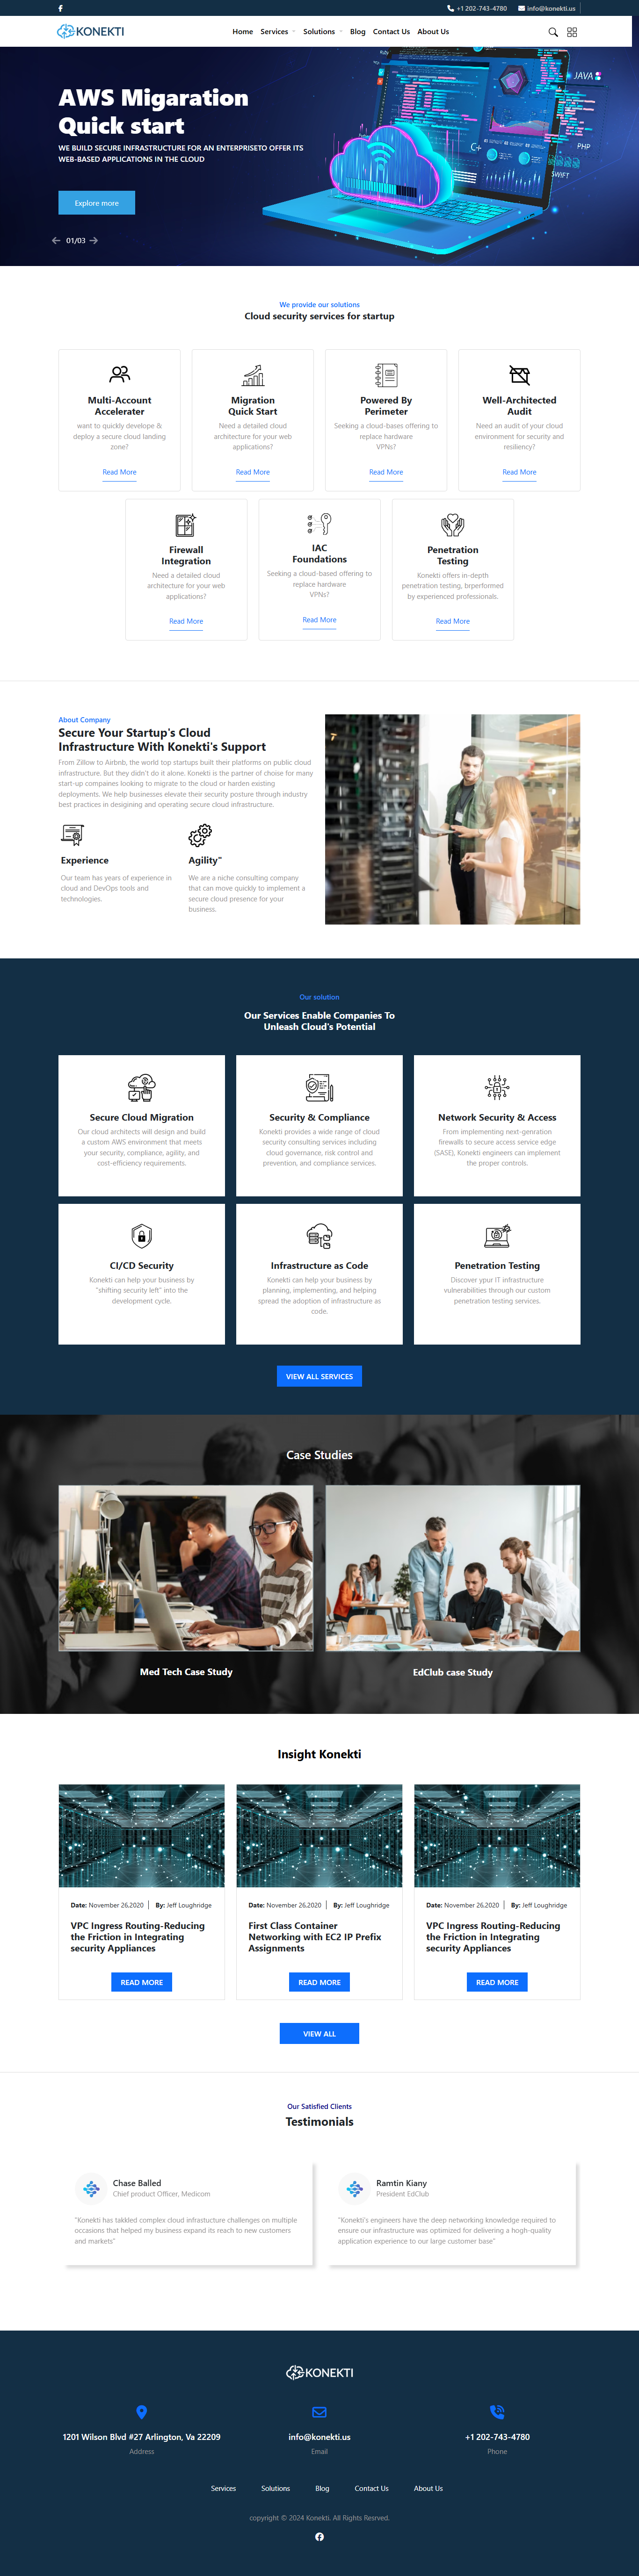 +1 202-743-4780 info@konekti.us
KONEKTI
Home Services Solutions Blog Contact Us About Us
AWS Migaration
Quick start
WE BUILD SECURE INFRASTRUCTURE FOR AN ENTERPRISETO OFFER ITS
WEB-BASED APPLICATIONS IN THE CLOUD
Explore more
01/03
JAVA
C+
PHP
SWIFT
We provide our solutions
Cloud security services for startup
Multi-Account
Accelerater
want to quickly develope &
deploy a secure cloud landing
zone?
Read More
Migration
Quick Start
Need a detailed cloud
architecture for your web
applications?
Read More
Powered By
Perimeter
Seeking a cloud-bases offering to
replace hardware
VPNs?
Read More
Well-Architected
Audit
Need an audit of your cloud
environment for security and
resiliency?
Read More
Firewall
Integration
Need a detailed cloud
architecture for your web
applications?
Read More
IAC
Foundations
Seeking a cloud-based offering to
replace hardware
VPNs?
Read More
Penetration
Testing
Konekti offers in-depth
penetration testing, brperformed
by experienced professionals.
Read More
About Company
Secure Your Startup's Cloud
Infrastructure With Konekti's Support
From Zillow to Airbnb, the world top startups built their platforms on public cloud
infrastructure. But they didn't do it alone. Konekti is the partner of choise for many
start-up companies looking to migrate to the cloud or harden existing
deployments. We help businesses elevate their security posture through industry
best practices in designing and operating secure cloud infrastructure.
Experience
Our team has years of experience in
cloud and DevOps tools and
technologies.
Agility"
We are a niche consulting company
that can move quickly to implement a
secure cloud presence for your
business.
Our solution
Our Services Enable Companies To
Unleash Cloud's Potential
Secure Cloud Migration
Our cloud architects will design and build
a custom AWS environment that meets
your security, compliance, agility, and
cost-efficiency requirements.
Security & Compliance
Konekti provides a wide range of cloud
security consulting services including
cloud governance, risk control and
prevention, and compliance services.
Network Security & Access
From implementing next-genration
firewalls to secure access service edge
(SASE), Konekti engineers can implement
the proper controls.
CI/CD Security
Konekti can help your business by
"shifting security left" into the
development cycle.
Infrastructure as Code
Konekti can help your business by
planning, implementing, and helping
spread the adoption of infrastructure as
code.
Penetration Testing
Discover ypur IT infrastructure
vulnerabilities through our custom
penetration testing services.
VIEW ALL SERVICES
Case Studies
Med Tech Case Study
EdClub case Study
Insight Konekti
Date: November 26,2020 By: Jeff Loughridge
VPC Ingress Routing-Reducing
the Friction in Integrating
security Appliances
READ MORE
Date: November 26,2020 By: Jeff Loughridge
First Class Container
Networking with EC2 IP Prefix
Assignments
READ MORE
Date: November 26,2020 By: Jeff Loughridge
VPC Ingress Routing-Reducing
the Friction in Integrating
security Appliances
READ MORE
VIEW ALL
Our Satisfied Clients
Testimonials
Chase Balled
Chief product Officer, Medicom
"Konekti has takkled complex cloud infrastucture challenges on multiple
occasions that helped my business expand its reach to new customers
and markets"
Ramtin Kiany
President EdClub
"Konekti's engineers have the deep networking knowledge required to
ensure our infrastructure was optimized for delivering a hogh-quality
application experience to our large customer base"
KONEKTI
1201 Wilson Blvd #27 Arlington, Va 22209
Address
info@konekti.us
Email
+1 202-743-4780
Phone
Services Solutions Blog Contact Us About Us
copyright © 2024 Konekti. All Rights Resrved.